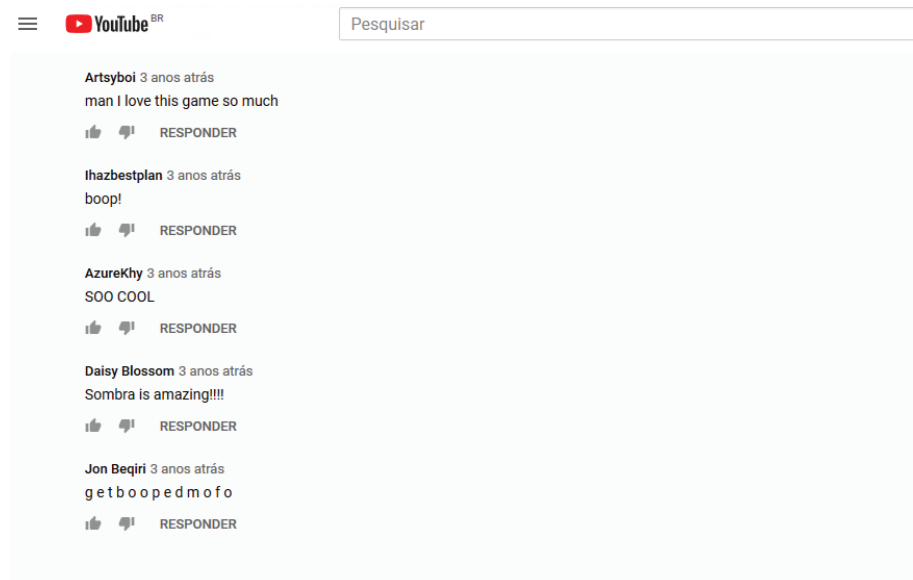 YouTube BR
Pesquisar
Artsyboi 3 anos atrás
man I love this game so much
RESPONDER
Ihazbestplan 3 anos atrás
boop!
RESPONDER
AzureKhy 3 anos atrás
SOO COOL
RESPONDER
Daisy Blossom 3 anos atrás
Sombra is amazing!!!!
RESPONDER
Jon Beqiri 3 anos atrás
g e t b o o p e d m o f o
RESPONDER